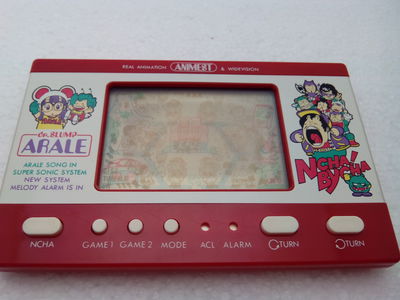 REAL ANIMATION ANIMEST & WIDEVISION
dr. SLUMP
ARALE
ARALE SONG IN
SUPER SONIC SYSTEM
NEW SYSTEM
MELODY ALARM IS IN
NCHA!
BYCHA
NCHA GAME 1 GAME 2 MODE ACL ALARM TURN TURN